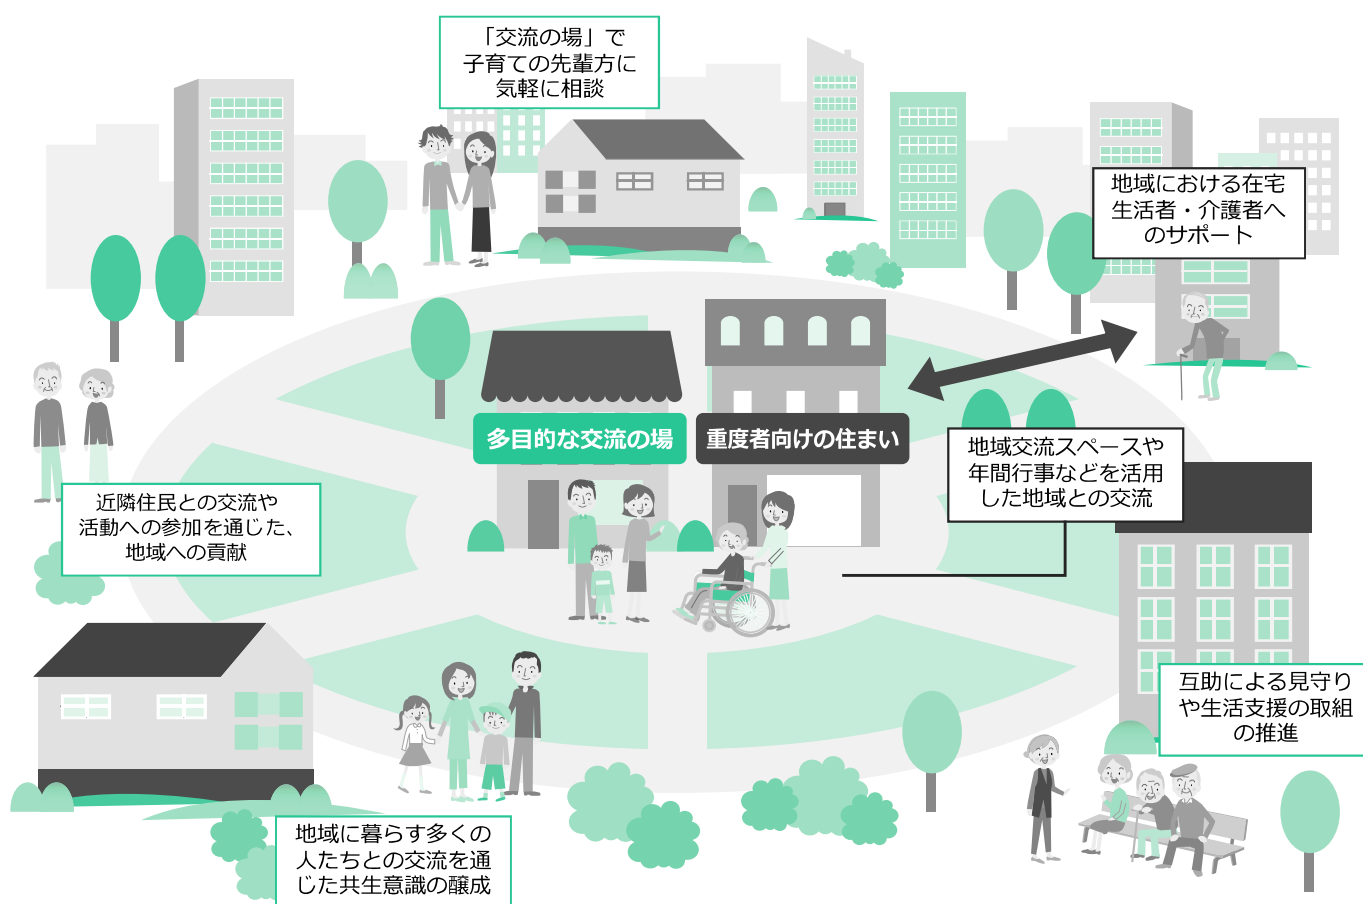 「交流の場」で
子育ての先輩方に
気軽に相談
地域における在宅
生活者・介護者へ
のサポート
多目的な交流の場
重度者向けの住まい
地域交流スペースや
年間行事などを活用
した地域との交流
近隣住民との交流や
活動への参加を通じた、
地域への貢献
互助による見守り
や生活支援の取組
の推進
地域に暮らす多くの
人たちとの交流を通
じた共生意識の醸成